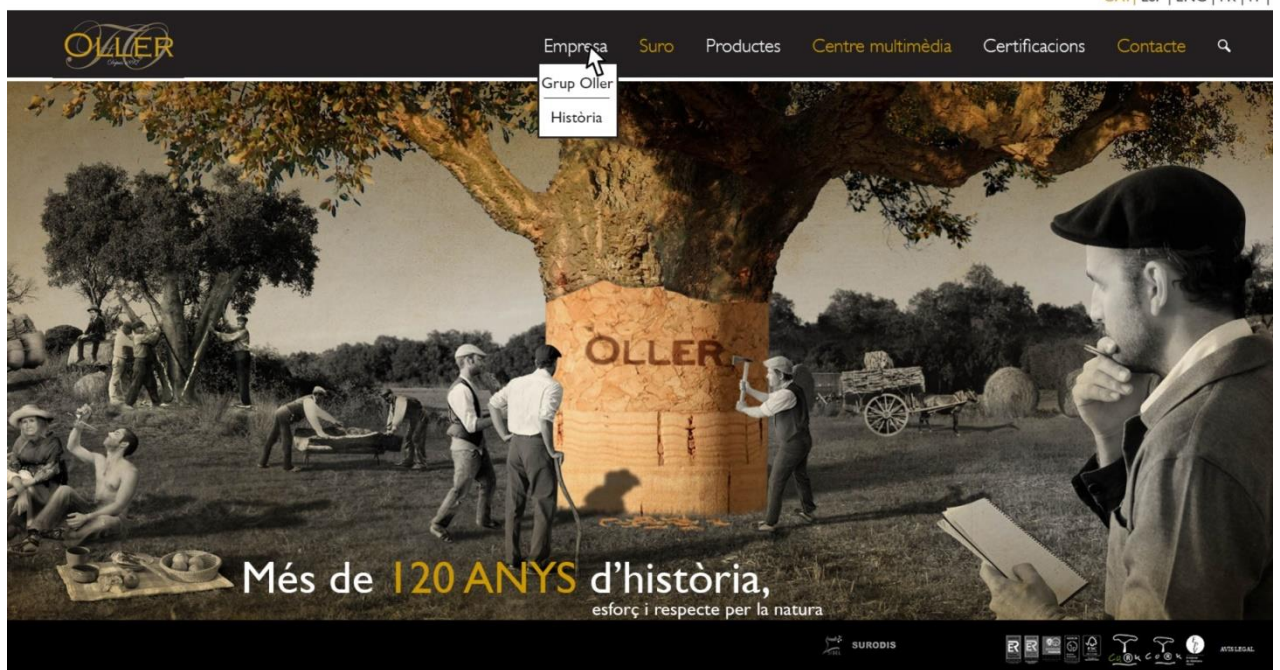 OLLER
Empresa Suro Productes Centre multimèdia Certificacions Contacte
Grup Oller
Història
OLLER
Més de 120 ANYS d'història,
esforç i respecte per la natura
SURODIS
AVIS LEGAL